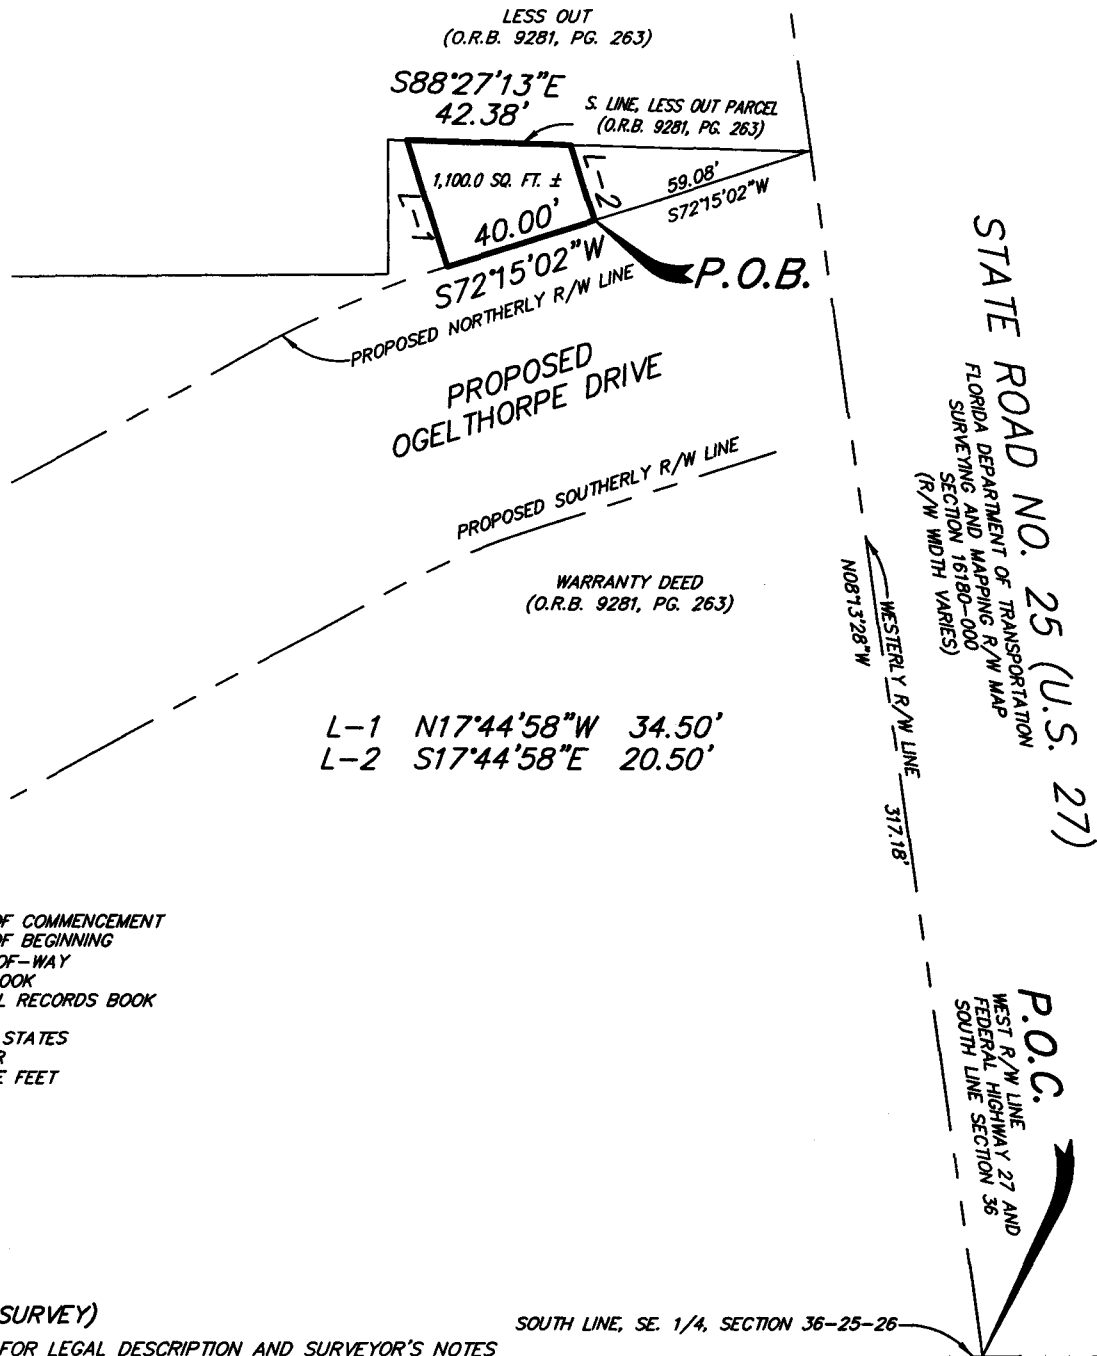 LESS OUT
(O.R.B. 9281, PG. 263)
S88°27'13"E
42.38'
S. LINE, LESS OUT PARCEL
(O.R.B. 9281, PG. 263)
1,100.0 SQ. FT. ±
L-1
L-2
40.00'
S72°15'02"W
59.08'
S72°15'02"W
P.O.B.
PROPOSED NORTHERLY R/W LINE
PROPOSED
OGELTHORPE DRIVE
PROPOSED SOUTHERLY R/W LINE
WARRANTY DEED
(O.R.B. 9281, PG. 263)
STATE ROAD NO. 25 (U.S. 27)
FLORIDA DEPARTMENT OF TRANSPORTATION
SURVEYING AND MAPPING R/W MAP
SECTION 16180-000
(R/W WIDTH VARIES)
WESTERLY R/W LINE
N08°13'28"W
317.18'
L-1 N17°44'58"W 34.50'
L-2 S17°44'58"E 20.50'
OF COMMENCEMENT
OF BEGINNING
OF-WAY
OOK
L RECORDS BOOK
STATES
R
E FEET
P.O.C.
WEST R/W LINE
FEDERAL HIGHWAY 27 AND
SOUTH LINE SECTION 36
SURVEY)
SOUTH LINE, SE. 1/4, SECTION 36-25-26
FOR LEGAL DESCRIPTION AND SURVEYOR'S NOTES